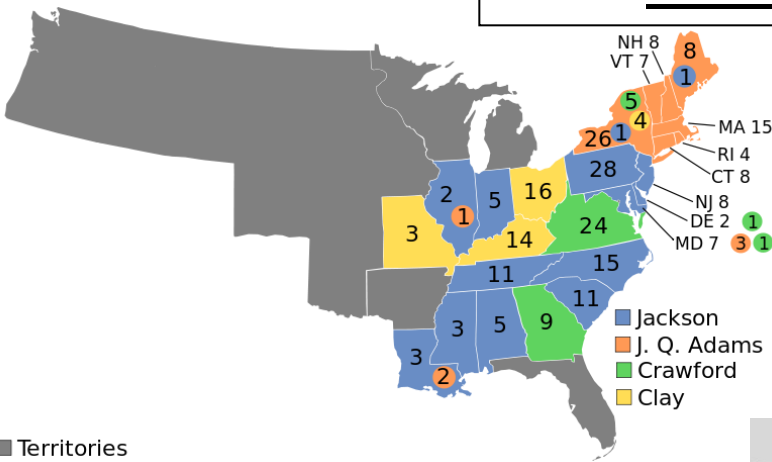 NH 8
8
VT 7
1
5
4
MA 15
26
1
RI 4
28
CT 8
2
5
16
NJ 8
1
24
DE 2
1
3
14
MD 7
3
1
11
15
11
3
5
9
Jackson
3
J. Q. Adams
2
Crawford
Clay
Territories